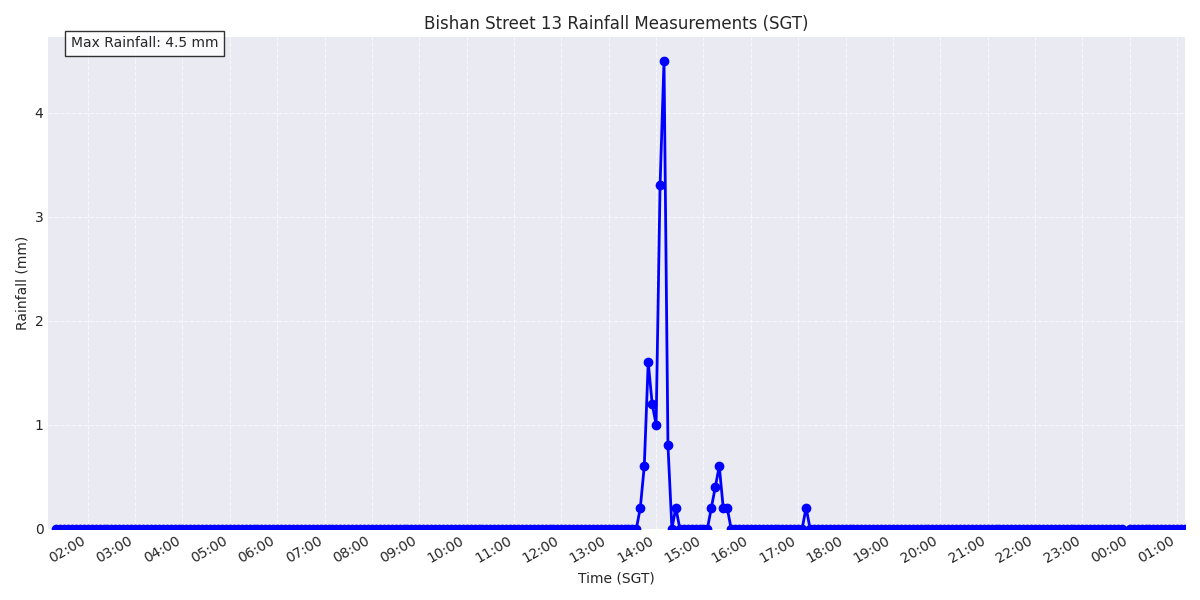 Bishan Street 13 Rainfall Measurements (SGT)
Max Rainfall: 4.5 mm
4
3
2
1
0
Rainfall (mm)
02:00 03:00 04:00 05:00 06:00 07:00 08:00 09:00 10:00 11:00 12:00 13:00 14:00 15:00 16:00 17:00 18:00 19:00 20:00 21:00 22:00 23:00 00:00 01:00
Time (SGT)